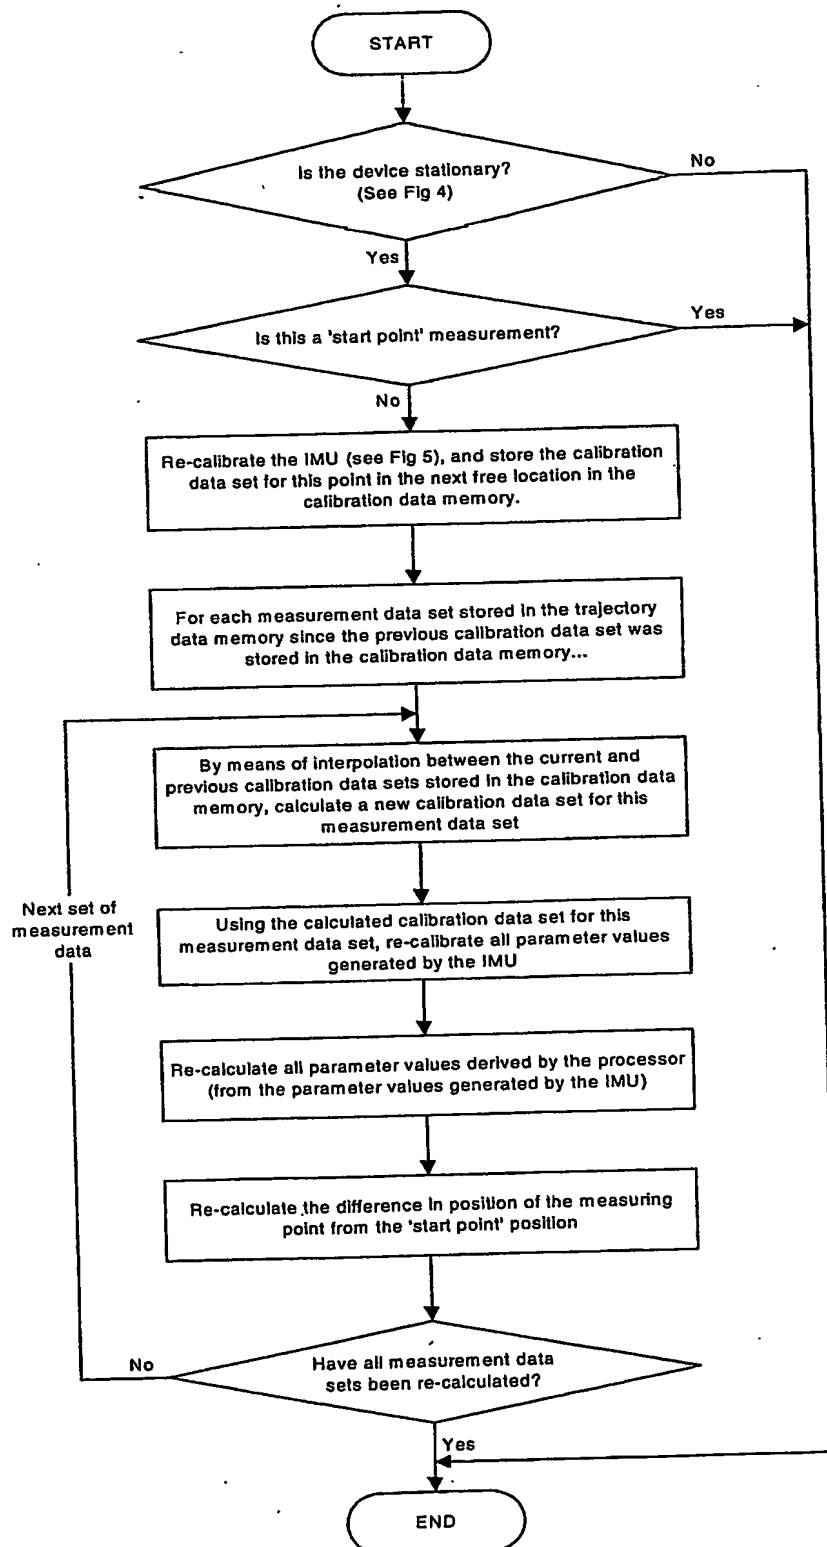 START
Is the device stationary?
(See Fig 4)
No
Yes
Is this a 'start point' measurement?
Yes
No
Re-calibrate the IMU (see Fig 5), and store the calibration
data set for this point in the next free location in the
calibration data memory.
For each measurement data set stored in the trajectory
data memory since the previous calibration data set was
stored in the calibration data memory...
By means of interpolation between the current and
previous calibration data sets stored in the calibration data
memory, calculate a new calibration data set for this
measurement data set
Next set of
measurement
data
Using the calculated calibration data set for this
measurement data set, re-calibrate all parameter values
generated by the IMU
Re-calculate all parameter values derived by the processor
(from the parameter values generated by the IMU)
Re-calculate the difference in position of the measuring
point from the 'start point' position
No
Have all measurement data
sets been re-calculated?
Yes
END